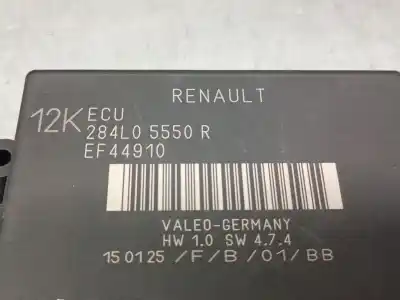 RENAULT
12K ECU
284L0 5550 R
EF44910
VALEO-GERMANY
HW 1.0 SW 4.7.4
150125 /F/B/01/BB